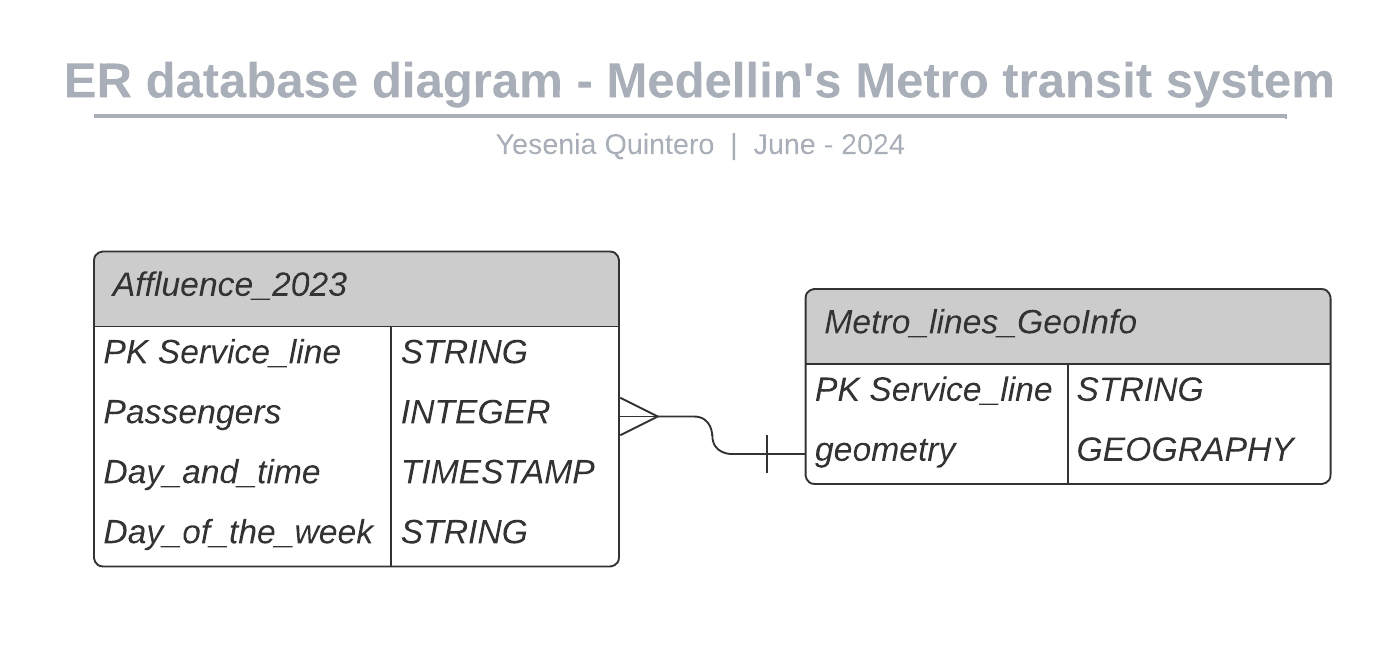 ER database diagram - Medellin's Metro transit system
Yesenia Quintero | June - 2024
Affluence_2023
PK Service_line STRING
Passengers INTEGER
Day_and_time TIMESTAMP
Day_of_the_week STRING
Metro_lines_GeoInfo
PK Service_line STRING
geometry GEOGRAPHY